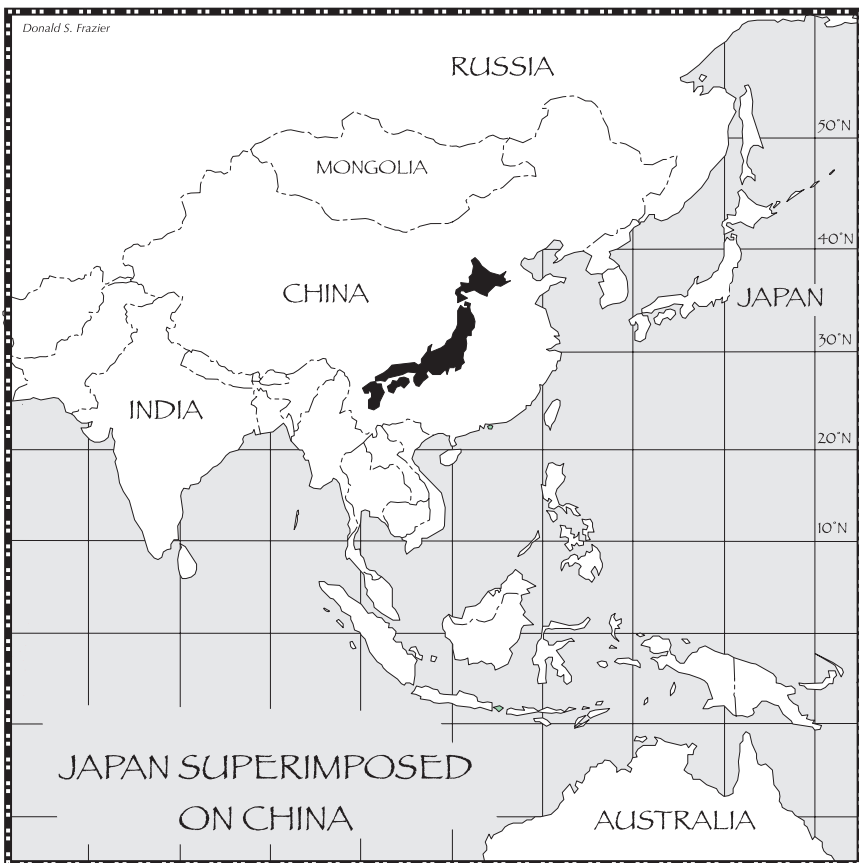 Donald S. Frazier
RUSSIA
50°N
MONGOLIA
40°N
CHINA
JAPAN
30°N
INDIA
20°N
10°N
JAPAN SUPERIMPOSED
ON CHINA
AUSTRALIA